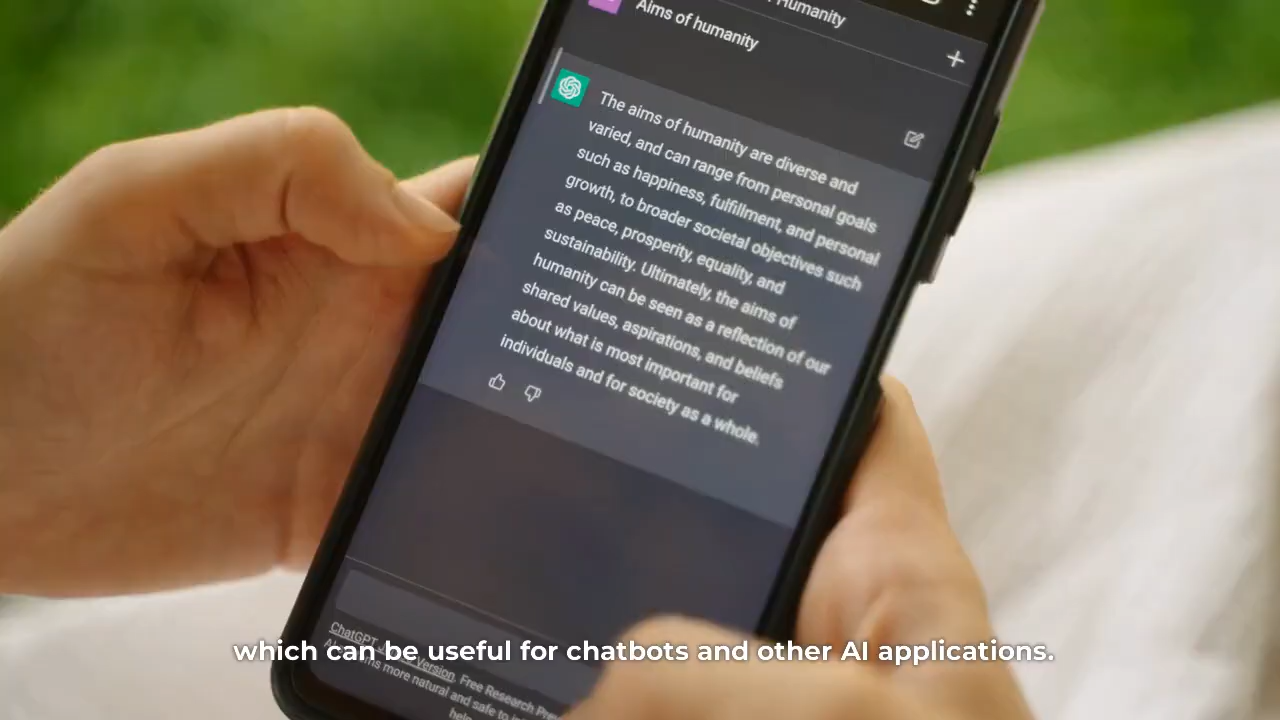 Humanity
Aims of humanity
The aims of humanity are diverse and
varied, and can range from personal goals
such as happiness, fulfillment, and personal
growth, to broader societal objectives such
as peace, prosperity, equality, and
sustainability. Ultimately, the aims of
humanity can be seen as a reflection of our
shared values, aspirations, and beliefs
about what is most important for
individuals and for society as a whole.
ChatGPT Version. Free Research
more natural and safe to
which can be useful for chatbots and other AI applications.